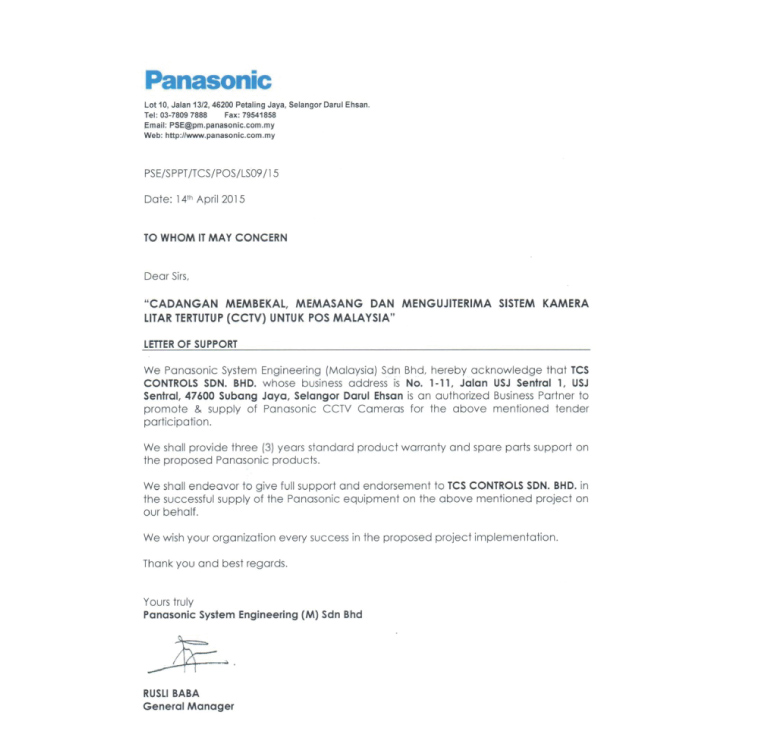 Panasonic
Lot 10, Jalan 13/2, 46200 Petaling Jaya, Selangor Darul Ehsan.
Tel: 03-7809 7888 Fax: 79541858
Email: PSE@pm.panasonic.com.my
Web: http://www.panasonic.com.my
PSE/SPPT/TCS/POS/LS09/15
Date: 14th April 2015
TO WHOM IT MAY CONCERN
Dear Sirs,
"CADANGAN MEMBEKAL, MEMASANG DAN MENGUJITERIMA SISTEM KAMERA
LITAR TERTUTUP (CCTV) UNTUK POS MALAYSIA"
LETTER OF SUPPORT
We Panasonic System Engineering (Malaysia) Sdn Bhd, hereby acknowledge that TCS
CONTROLS SDN. BHD. whose business address is No. 1-11, Jalan USJ Sentral 1, USJ
Sentral, 47600 Subang Jaya, Selangor Darul Ehsan is an authorized Business Partner to
promote & supply of Panasonic CCTV Cameras for the above mentioned tender
participation.
We shall provide three (3) years standard product warranty and spare parts support on
the proposed Panasonic products.
We shall endeavor to give full support and endorsement to TCS CONTROLS SDN. BHD. in
the successful supply of the Panasonic equipment on the above mentioned project on
our behalf.
We wish your organization every success in the proposed project implementation.
Thank you and best regards.
Yours truly
Panasonic System Engineering (M) Sdn Bhd
RUSLI BABA
General Manager